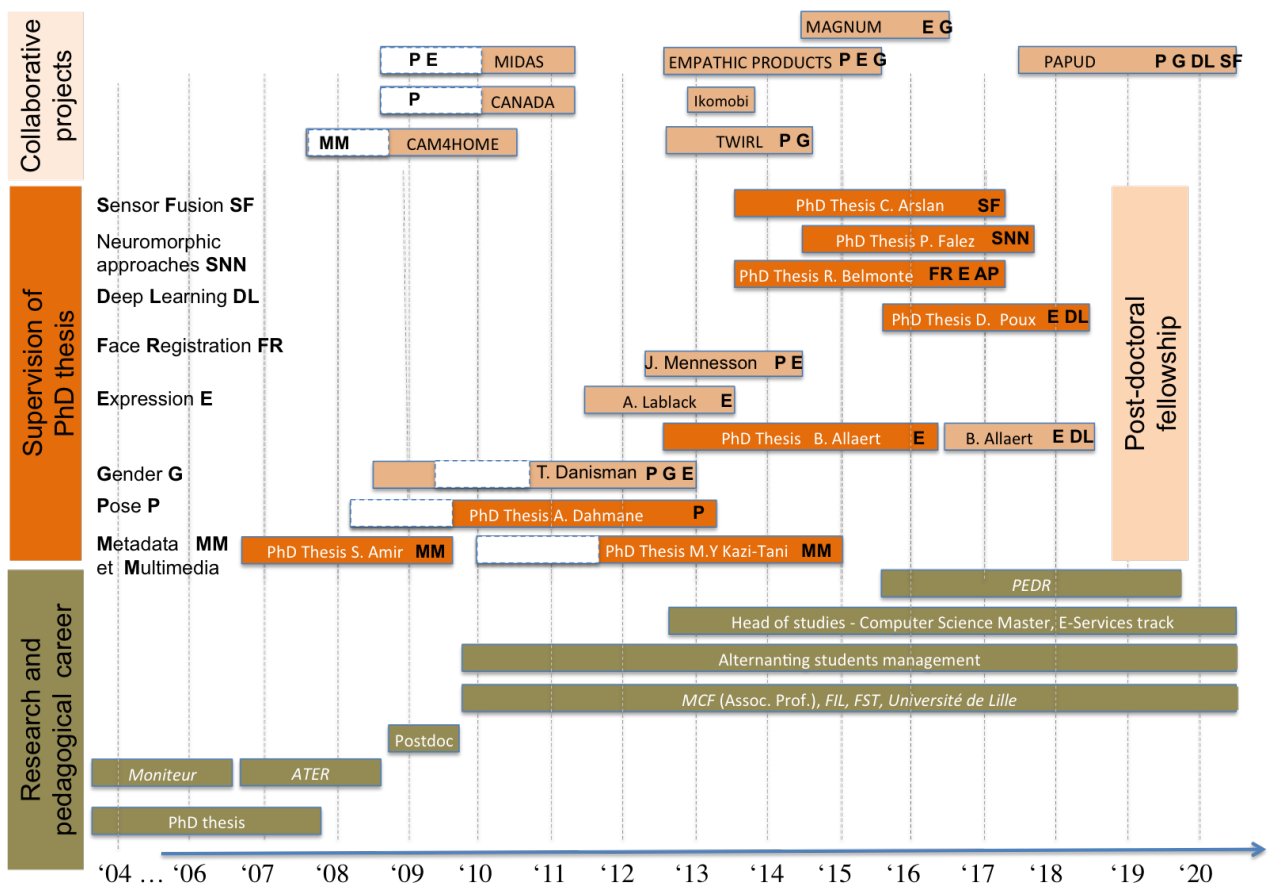 Collaborative
projects
MAGNUM E G
P E MIDAS
EMPATHIC PRODUCTS P E G
PAPUD P G DL SF
P CANADA
Ikomobi
MM CAM4HOME
TWIRL P G
Supervision of
PhD thesis
Sensor Fusion SF
PhD Thesis C. Arslan SF
Neuromorphic
approaches SNN
PhD Thesis P. Falez SNN
PhD Thesis R. Belmonte FR E AP
Deep Learning DL
PhD Thesis D. Poux E DL
Face Registration FR
J. Mennesson P E
Expression E
A. Lablack E
PhD Thesis B. Allaert E
B. Allaert E DL
Gender G
T. Danisman P G E
Pose P
PhD Thesis A. Dahmane P
Metadata MM
et Multimedia
PhD Thesis S. Amir MM
PhD Thesis M.Y Kazi-Tani MM
Post-doctoral
fellowship
Research and
pedagogical career
PEDR
Head of studies - Computer Science Master, E-Services track
Alternanting students management
MCF (Assoc. Prof.), FIL, FST, Université de Lille
Postdoc
Moniteur
ATER
PhD thesis
‘04 … ‘06 ‘07 ‘08 ‘09 ‘10 ‘11 ‘12 ‘13 ‘14 ‘15 ‘16 ‘17 ‘18 ‘19 ‘20